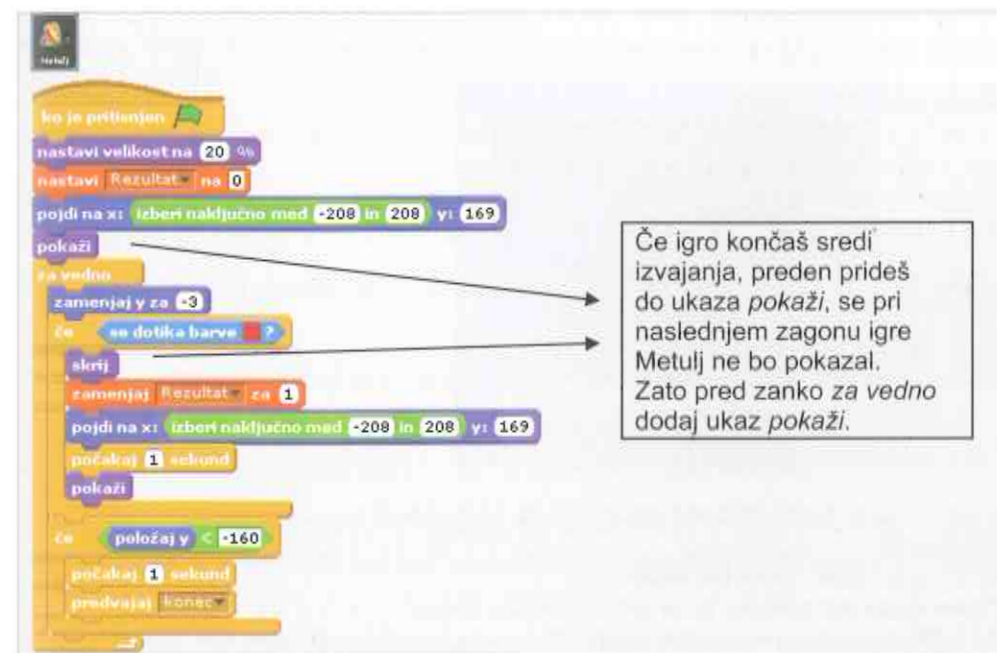 Metulj
ko je pritisnjen
nastavi velikost na 20 %
nastavi Rezultat na 0
pojdi na x: izberi naključno med -208 in 208 y: 169
pokaži
za vedno
zamenjaj y za -3
če se dotika barve ?
skrij
zamenjaj Rezultat za 1
pojdi na x: izberi naključno med -208 in 208 y: 169
počakaj 1 sekund
pokaži
če položaj y < -160
počakaj 1 sekund
predvajaj konec
Če igro končaš sredi
izvajanja, preden prideš
do ukaza pokaži, se pri
naslednjem zagonu igre
Metulj ne bo pokazal.
Zato pred zanko za vedno
dodaj ukaz pokaži.